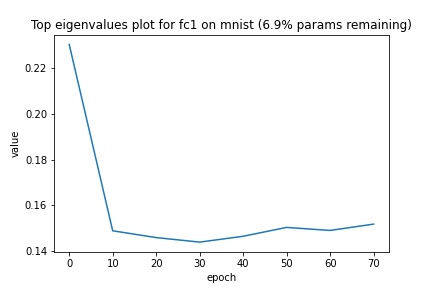 Top eigenvalues plot for fc1 on mnist (6.9% params remaining)
0.22
0.20
0.18
0.16
0.14
value
0 10 20 30 40 50 60 70
epoch